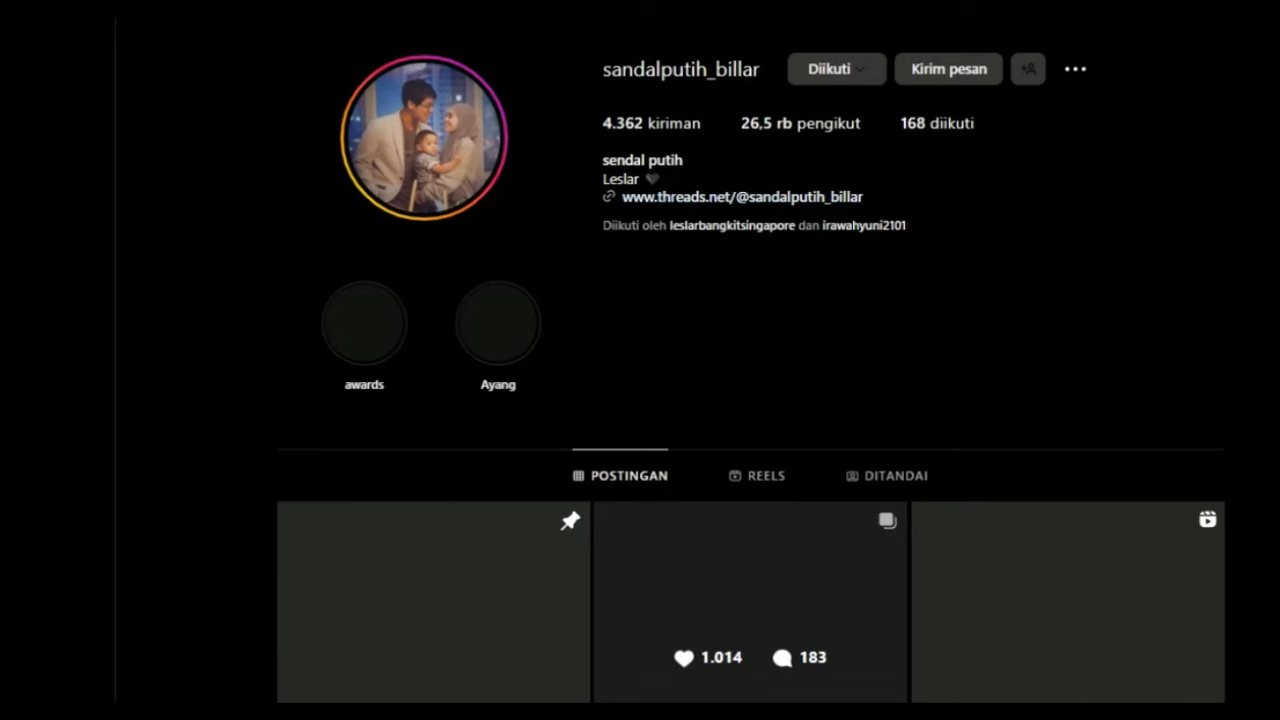 sandalputih_billar Diikuti Kirim pesan
4.362 kiriman 26,5 rb pengikut 168 diikuti
sendal putih
Leslar
www.threads.net/@sandalputih_billar
Diikuti oleh leslarbangkitsingapore dan irawahyuni2101
awards Ayang
POSTINGAN REELS DITANDAI
1.014 183